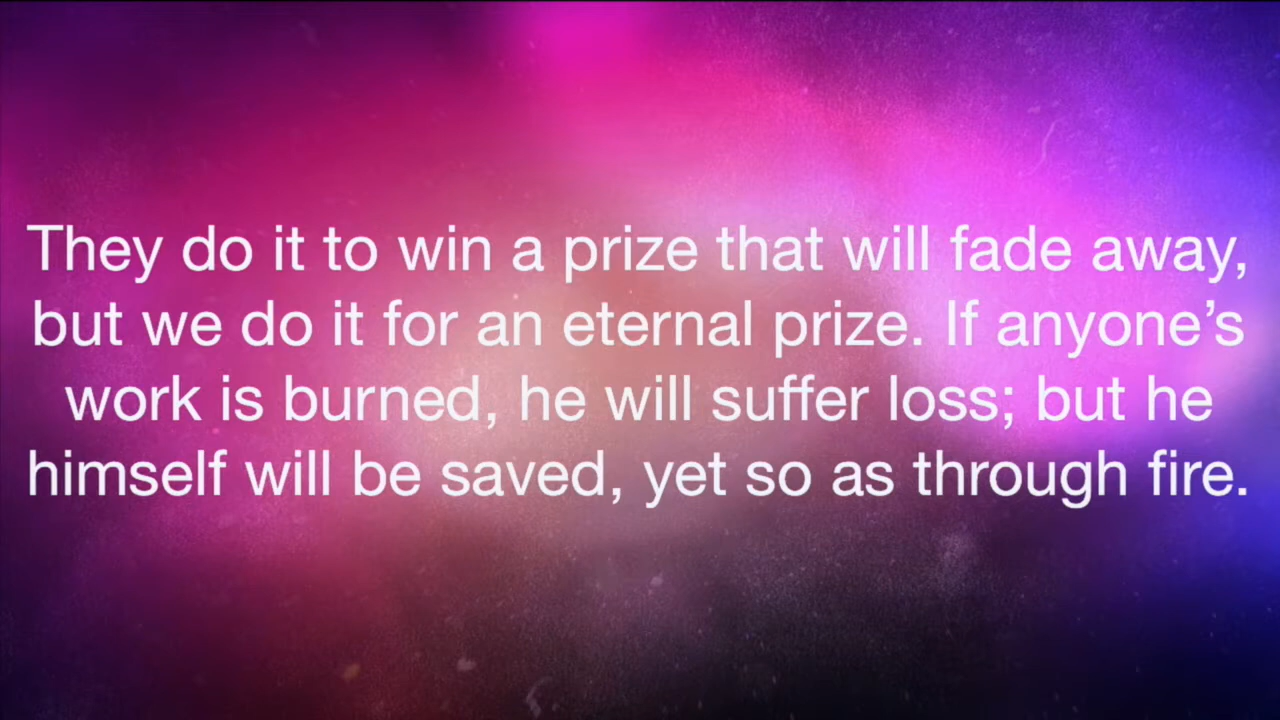 They do it to win a prize that will fade away,
but we do it for an eternal prize. If anyone’s
work is burned, he will suffer loss; but he
himself will be saved, yet so as through fire.